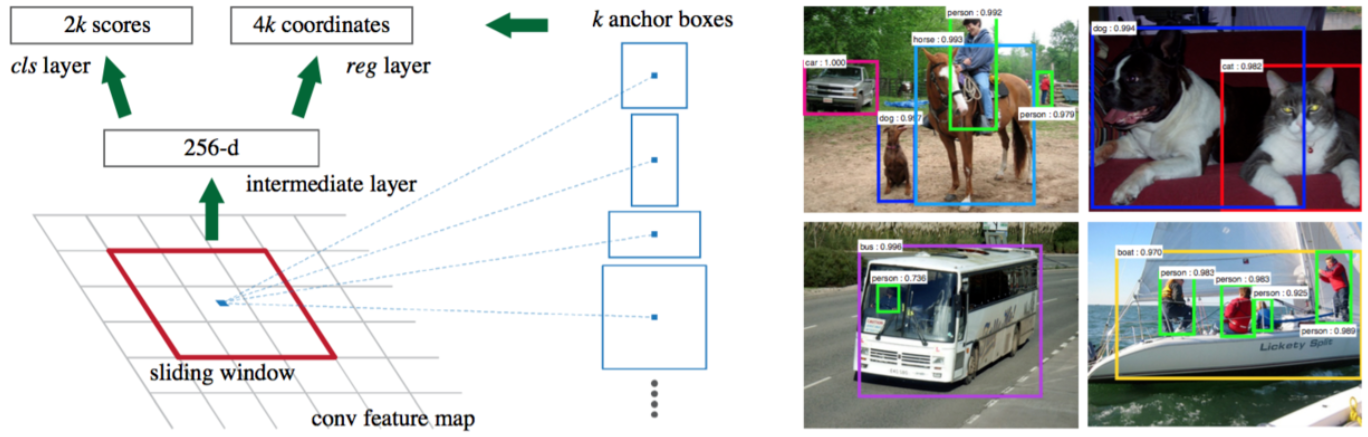 2k scores
4k coordinates
k anchor boxes
cls layer
reg layer
256-d
intermediate layer
sliding window
conv feature map
person : 0.992
horse : 0.993
car : 1.000
dog : 0.997
person : 0.979
dog : 0.994
cat : 0.982
bus : 0.996
person : 0.736
boat : 0.970
person : 0.983
person : 0.983
person : 0.925
person : 0.989
Lickety Split